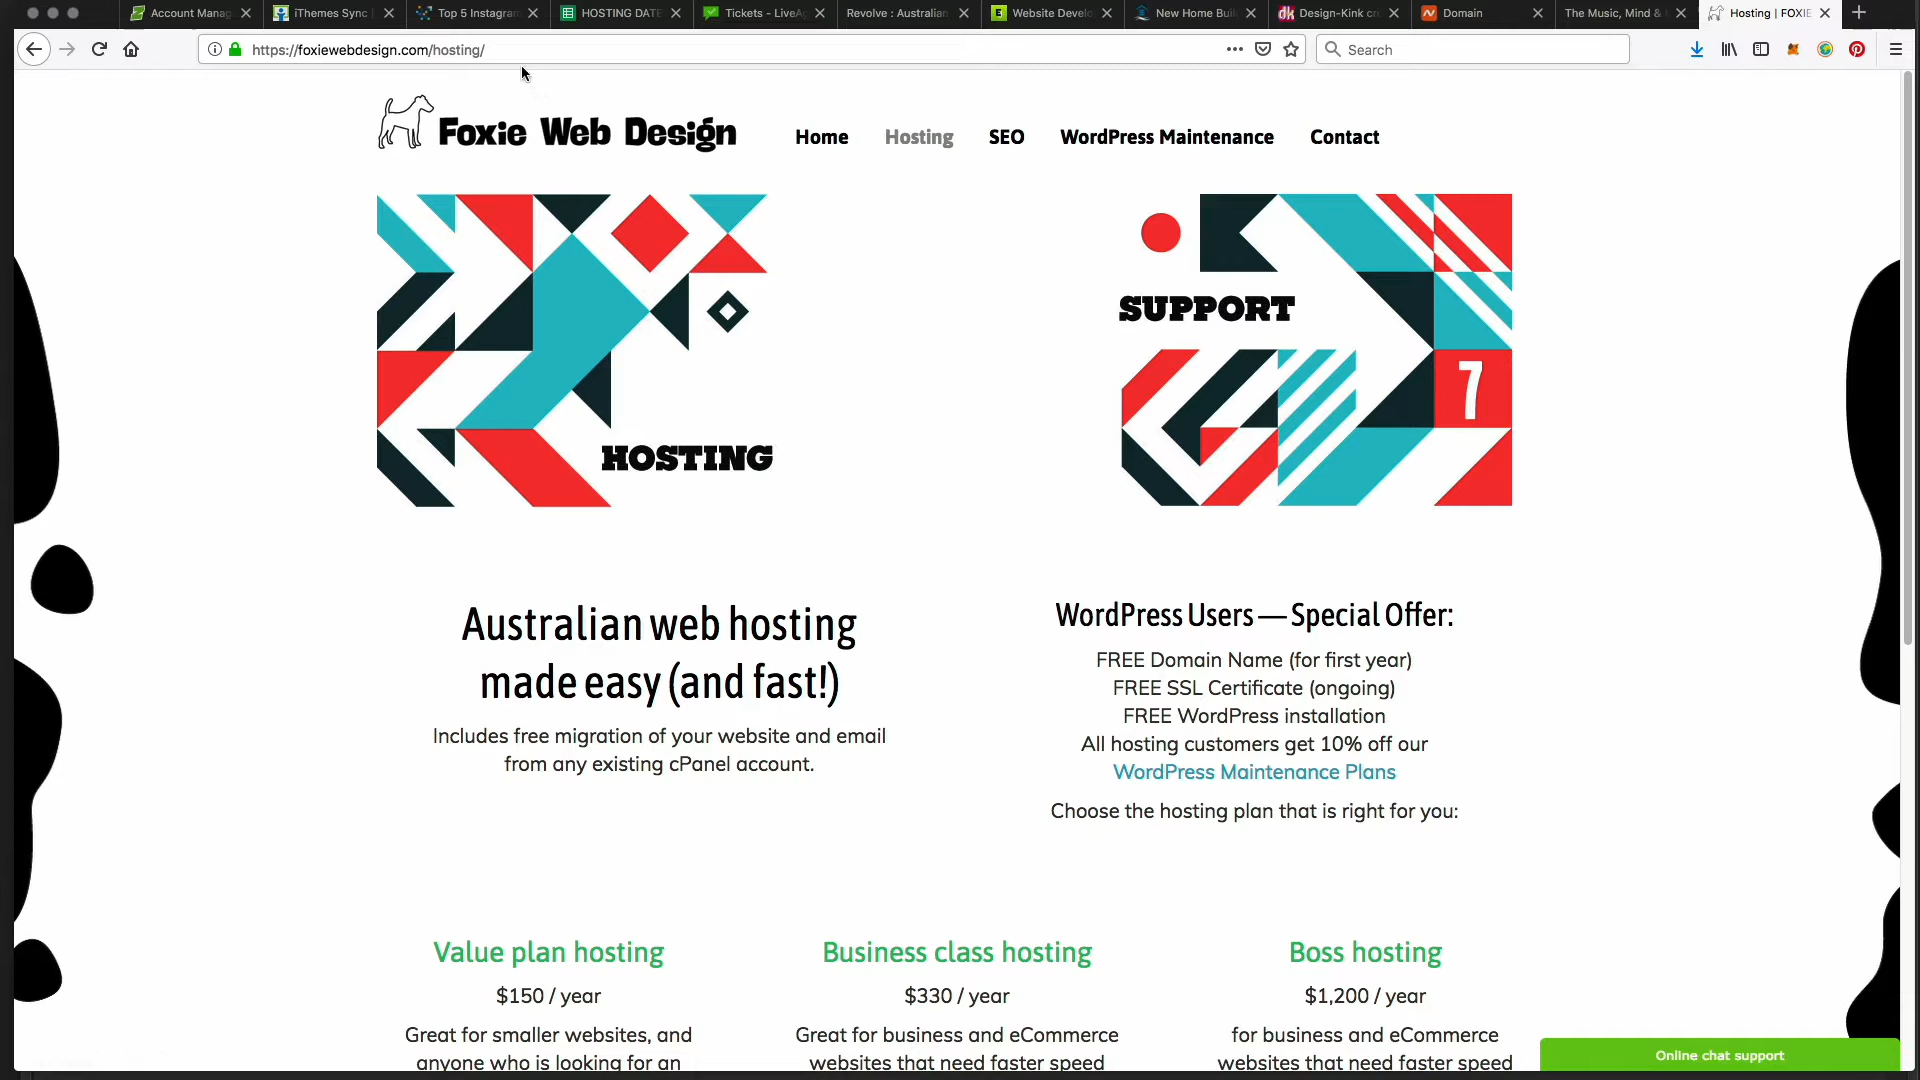 Account Manag
iThemes Sync
Top 5 Instagram
HOSTING DATE
Tickets - LiveAg
Revolve : Australian
Website Develo
New Home Buil
Design-Kink cr
Domain
The Music, Mind &
Hosting | FOXIE
https://foxiewebdesign.com/hosting/
Search
Foxie Web Design
Home
Hosting
SEO
WordPress Maintenance
Contact
HOSTING
SUPPORT
7
Australian web hosting
made easy (and fast!)
Includes free migration of your website and email
from any existing cPanel account.
WordPress Users — Special Offer:
FREE Domain Name (for first year)
FREE SSL Certificate (ongoing)
FREE WordPress installation
All hosting customers get 10% off our
WordPress Maintenance Plans
Choose the hosting plan that is right for you:
Value plan hosting
$150 / year
Great for smaller websites, and
anyone who is looking for an
Business class hosting
$330 / year
Great for business and eCommerce
websites that need faster speed
Boss hosting
$1,200 / year
for business and eCommerce
websites that need faster speed
Online chat support